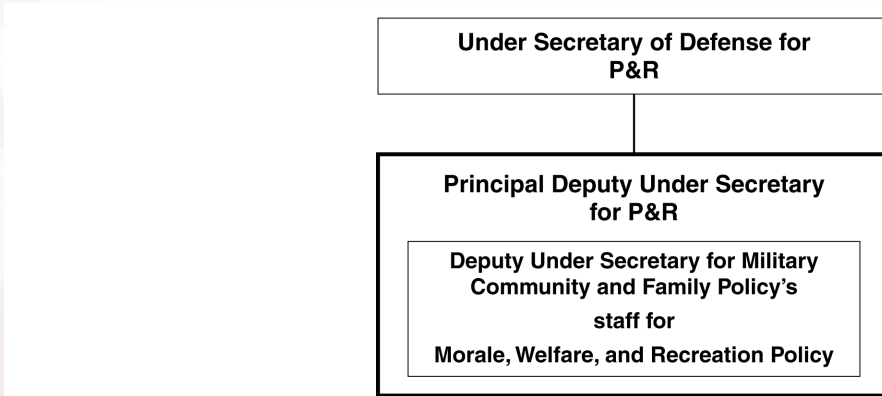 Under Secretary of Defense for
P&R
Principal Deputy Under Secretary
for P&R
Deputy Under Secretary for Military
Community and Family Policy's
staff for
Morale, Welfare, and Recreation Policy